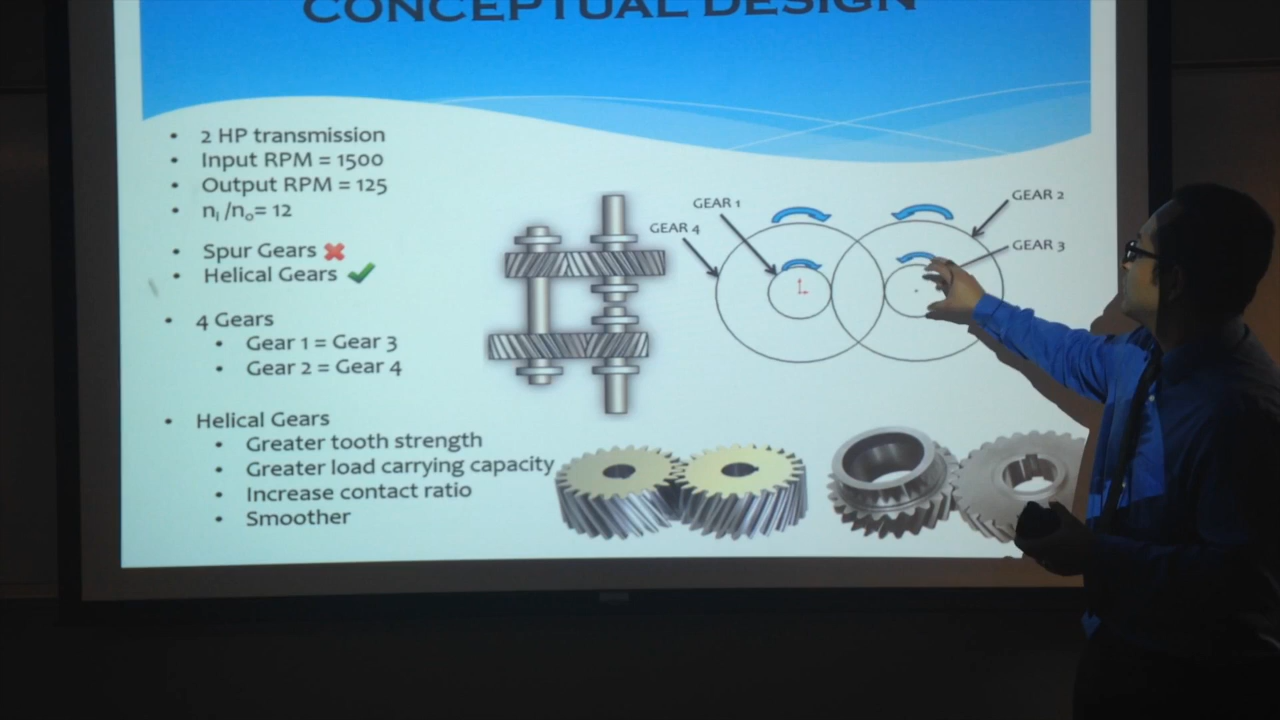 CONCEPTUAL DESIGN
• 2 HP transmission
• Input RPM = 1500
• Output RPM = 125
• ni /no= 12
• Spur Gears
• Helical Gears
• 4 Gears
• Gear 1 = Gear 3
• Gear 2 = Gear 4
• Helical Gears
• Greater tooth strength
• Greater load carrying capacity
• Increase contact ratio
• Smoother
GEAR 1
GEAR 4
GEAR 2
GEAR 3